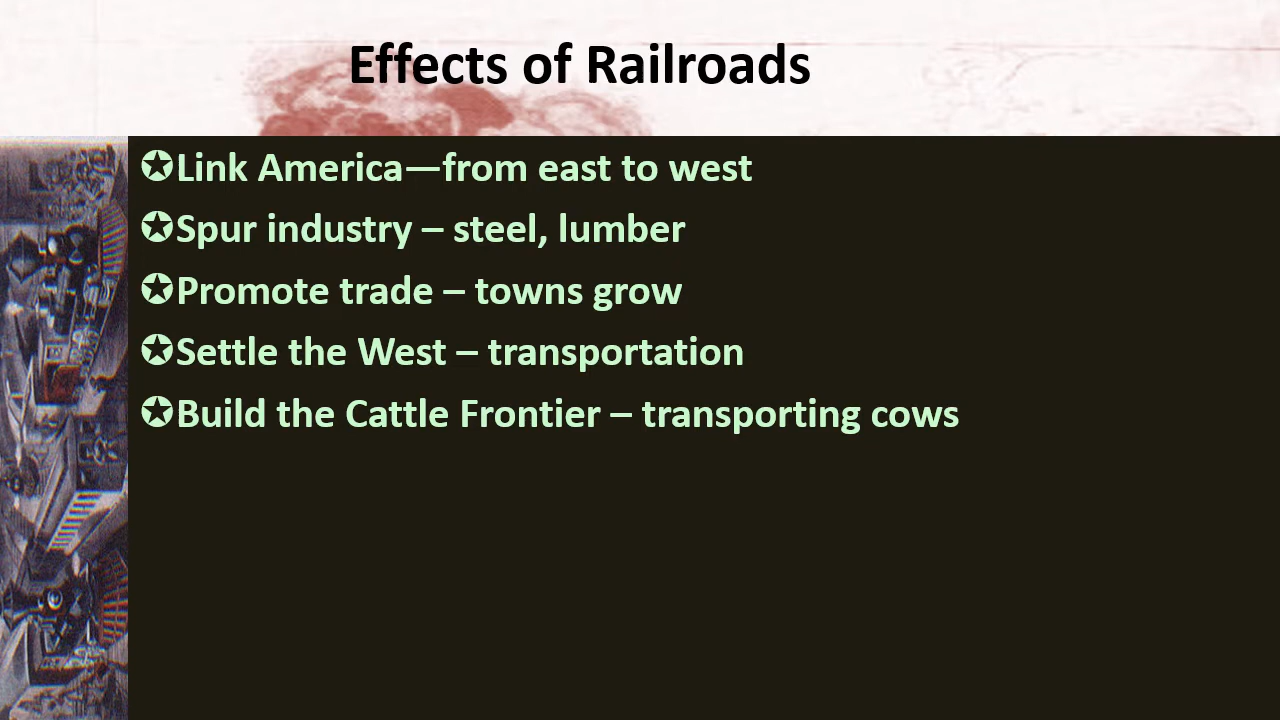 Effects of Railroads
✪Link America—from east to west
✪Spur industry – steel, lumber
✪Promote trade – towns grow
✪Settle the West – transportation
✪Build the Cattle Frontier – transporting cows